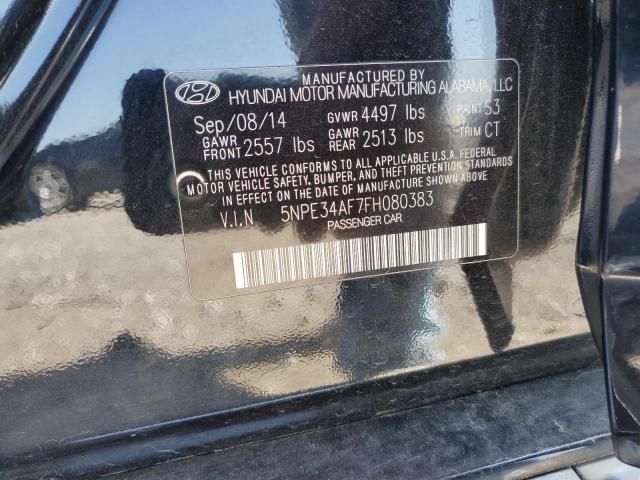 MANUFACTURED BY
HYUNDAI MOTOR MANUFACTURING ALABAMA, LLC
Sep/08/14 GVWR 4497 lbs PAINT S3
GAWR FRONT 2557 lbs GAWR REAR 2513 lbs TRIM CT
THIS VEHICLE CONFORMS TO ALL APPLICABLE U.S.A. FEDERAL
MOTOR VEHICLE SAFETY, BUMPER, AND THEFT PREVENTION STANDARDS
IN EFFECT ON THE DATE OF MANUFACTURE SHOWN ABOVE.
V.I.N 5NPE34AF7FH080383
PASSENGER CAR